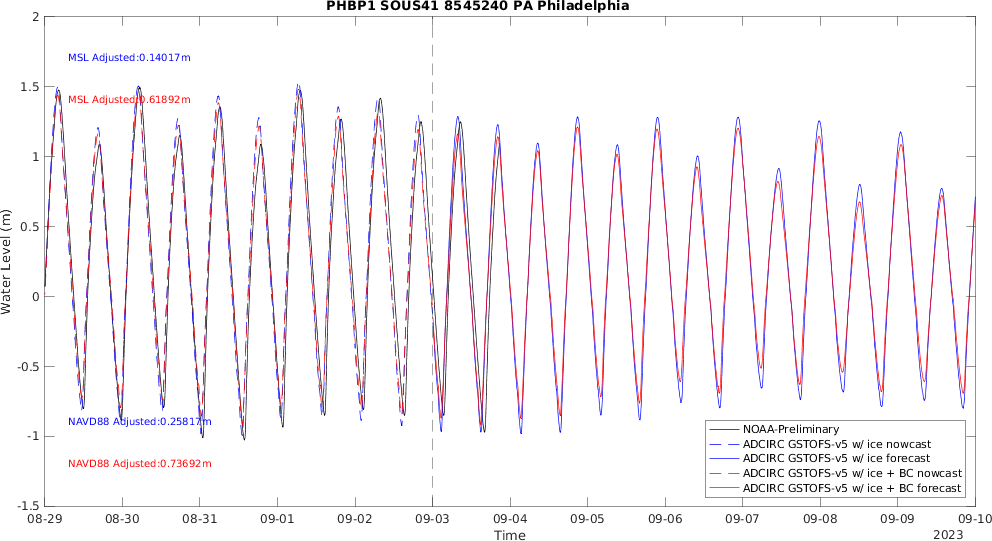 PHBP1 SOUS41 8545240 PA Philadelphia
2
1.5
1
0.5
0
-0.5
-1
-1.5
Water Level (m)
MSL Adjusted:0.14017m
MSL Adjusted:0.61892m
NAVD88 Adjusted:0.25817m
NAVD88 Adjusted:0.73692m
NOAA-Preliminary
ADCIRC GSTOFS-v5 w/ ice nowcast
ADCIRC GSTOFS-v5 w/ ice forecast
ADCIRC GSTOFS-v5 w/ ice + BC nowcast
ADCIRC GSTOFS-v5 w/ ice + BC forecast
08-29 08-30 08-31 09-01 09-02 09-03 09-04 09-05 09-06 09-07 09-08 09-09 09-10
Time
2023